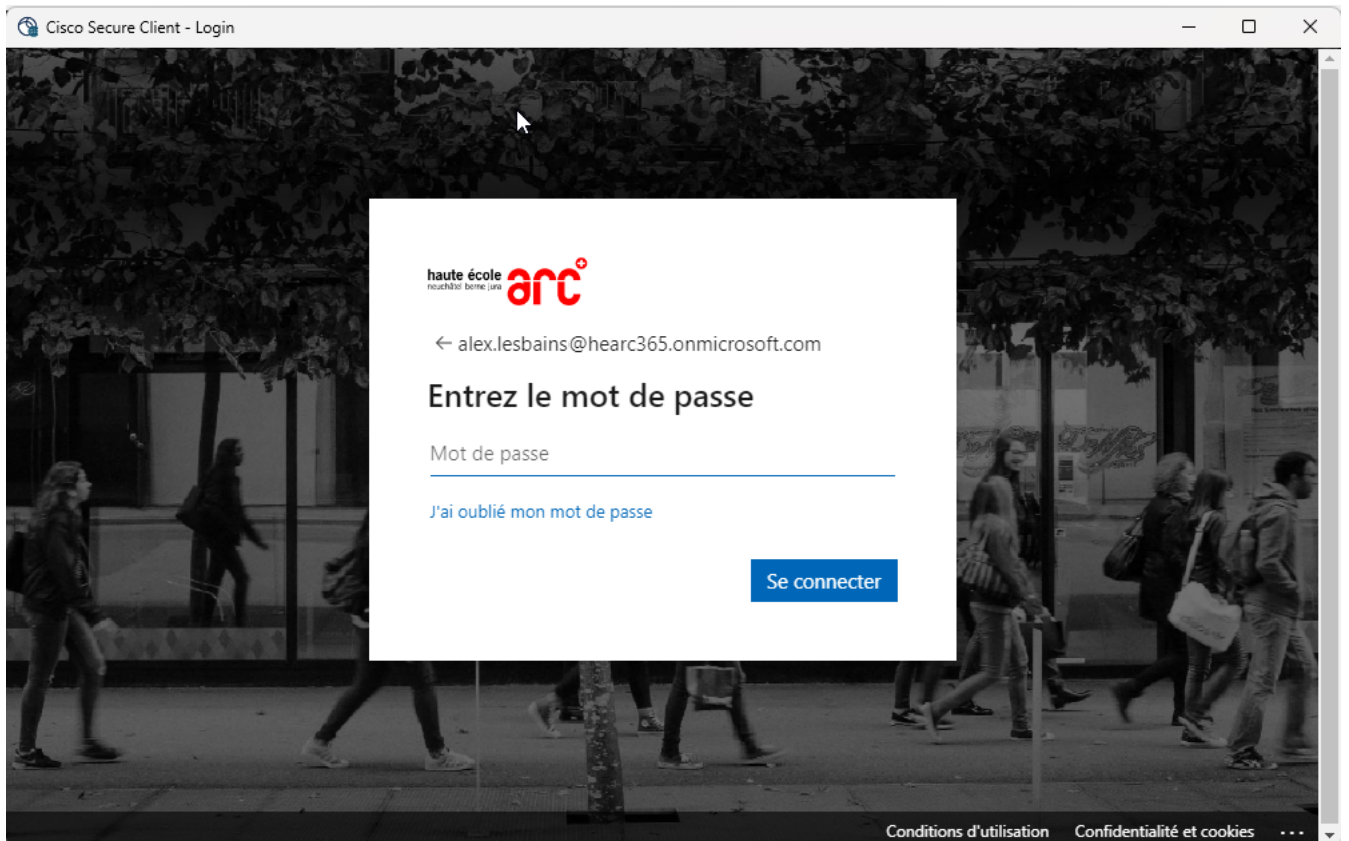 Cisco Secure Client - Login
haute école
neuchâtel berne jura
arc
← alex.lesbains@hearc365.onmicrosoft.com
Entrez le mot de passe
Mot de passe
J'ai oublié mon mot de passe
Se connecter
Conditions d'utilisation Confidentialité et cookies ...